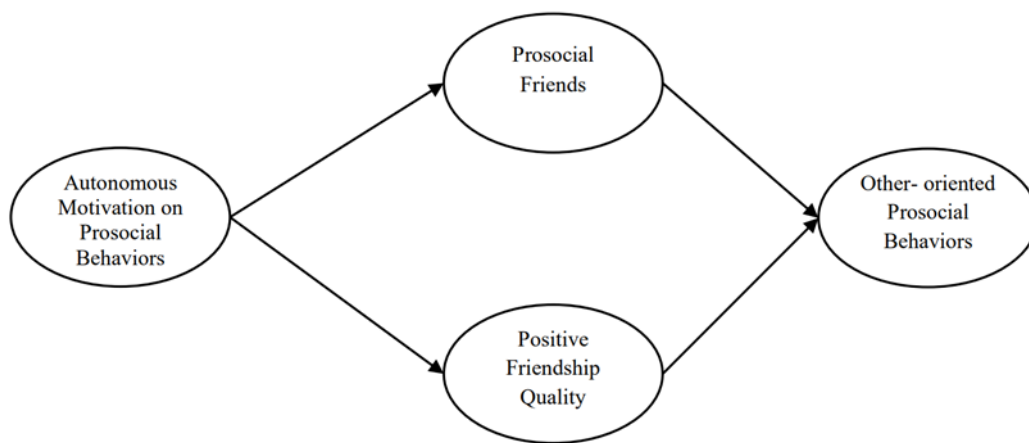 Prosocial
Friends
Autonomous
Motivation on
Prosocial
Behaviors
Other- oriented
Prosocial
Behaviors
Positive
Friendship
Quality